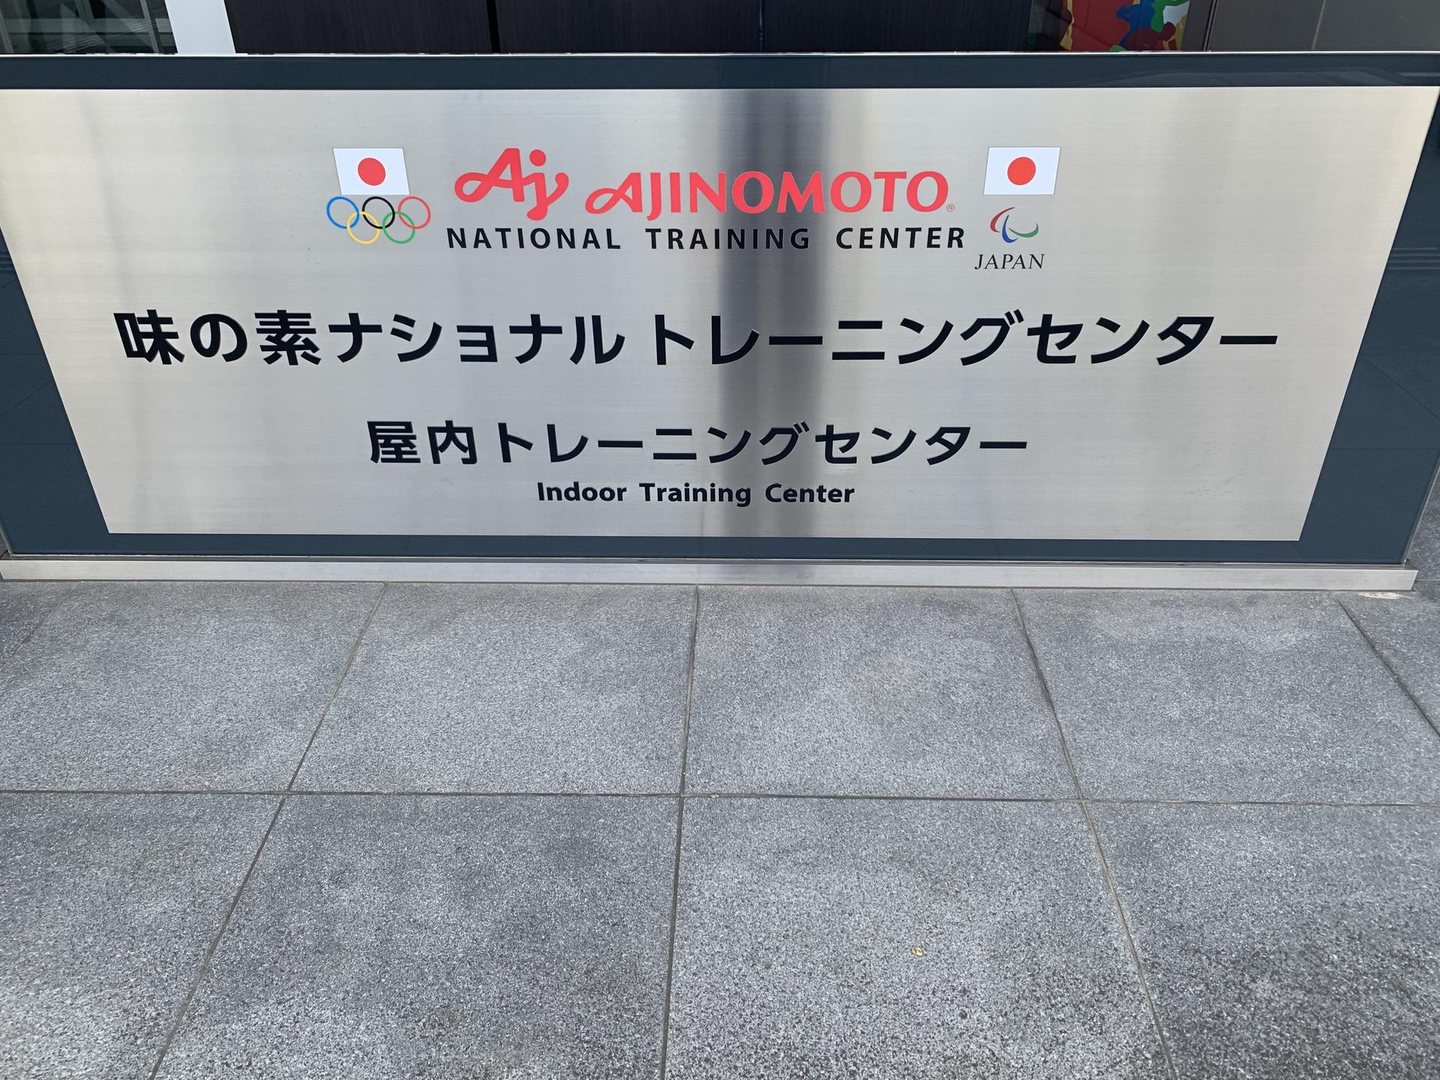 Aj AJINOMOTO®
NATIONAL TRAINING CENTER
JAPAN
味の素ナショナルトレーニングセンター
屋内トレーニングセンター
Indoor Training Center